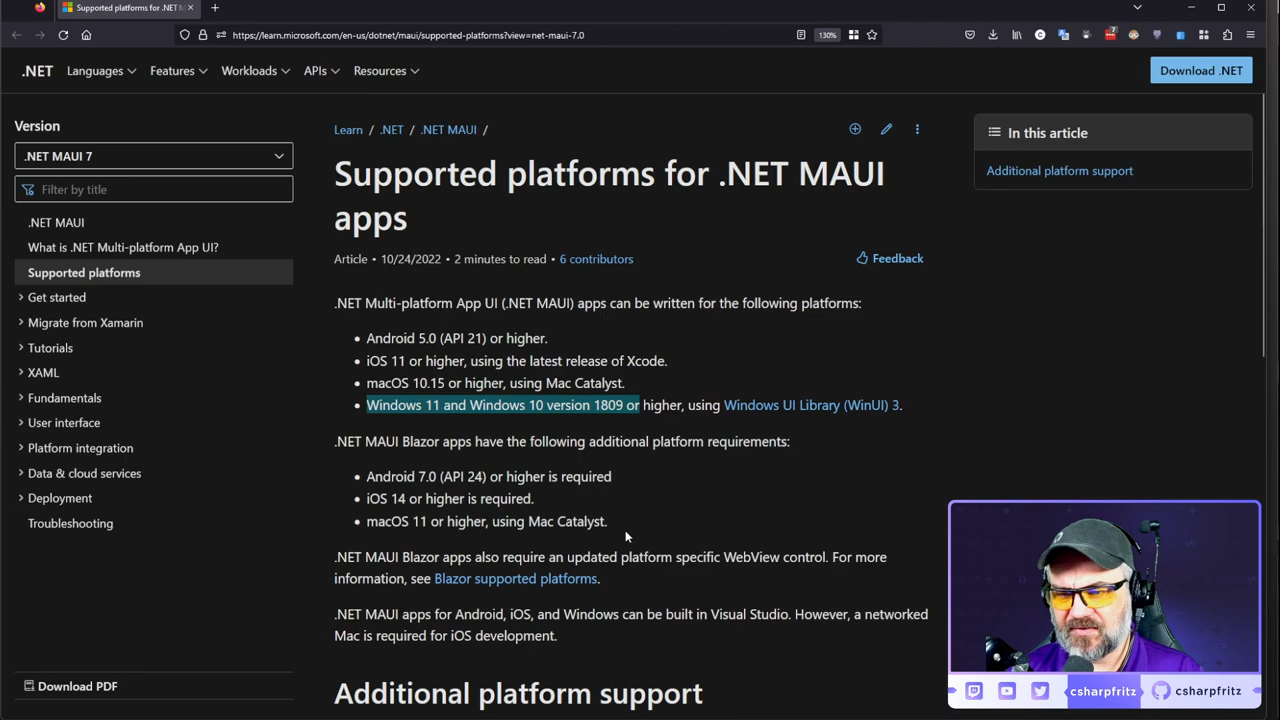 Supported platforms for .NET M
https://learn.microsoft.com/en-us/dotnet/maui/supported-platforms?view=net-maui-7.0
130%
.NET
Languages
Features
Workloads
APIs
Resources
Download .NET
Version
.NET MAUI 7
Filter by title
.NET MAUI
What is .NET Multi-platform App UI?
Supported platforms
Get started
Migrate from Xamarin
Tutorials
XAML
Fundamentals
User interface
Platform integration
Data & cloud services
Deployment
Troubleshooting
Download PDF
Learn / .NET / .NET MAUI /
Supported platforms for .NET MAUI
apps
Article • 10/24/2022 • 2 minutes to read • 6 contributors
Feedback
.NET Multi-platform App UI (.NET MAUI) apps can be written for the following platforms:
• Android 5.0 (API 21) or higher.
• iOS 11 or higher, using the latest release of Xcode.
• macOS 10.15 or higher, using Mac Catalyst.
• Windows 11 and Windows 10 version 1809 or higher, using Windows UI Library (WinUI) 3.
.NET MAUI Blazor apps have the following additional platform requirements:
• Android 7.0 (API 24) or higher is required
• iOS 14 or higher is required.
• macOS 11 or higher, using Mac Catalyst.
.NET MAUI Blazor apps also require an updated platform specific WebView control. For more
information, see Blazor supported platforms.
.NET MAUI apps for Android, iOS, and Windows can be built in Visual Studio. However, a networked
Mac is required for iOS development.
Additional platform support
In this article
Additional platform support
csharpfritz
csharpfritz